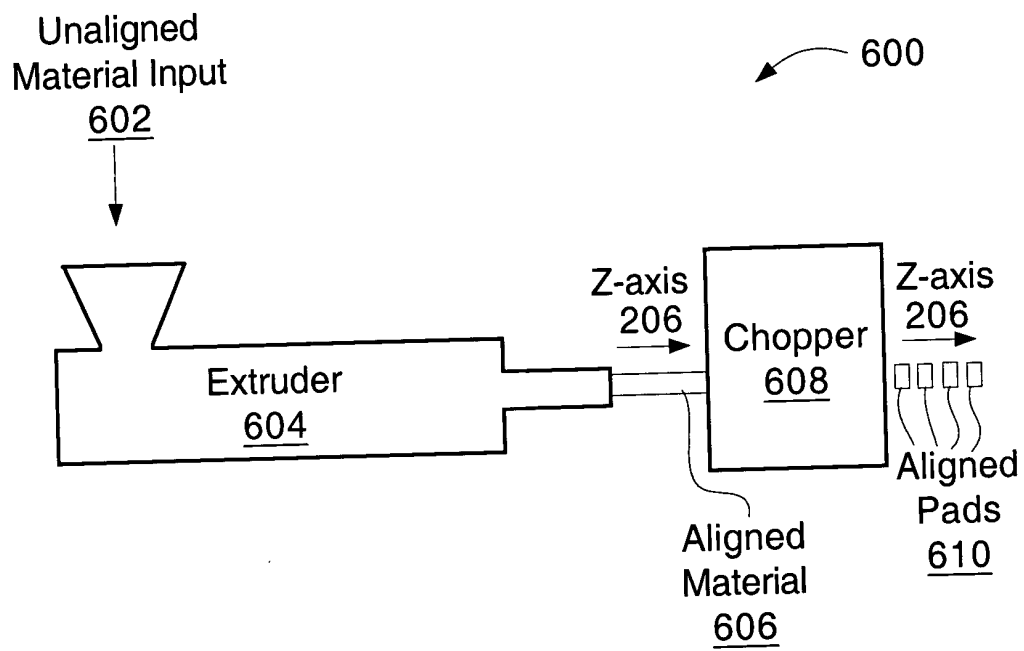 Unaligned
Material Input
602
600
Z-axis
206
Z-axis
206
Chopper
608
Extruder
604
Aligned
Pads
610
Aligned
Material
606